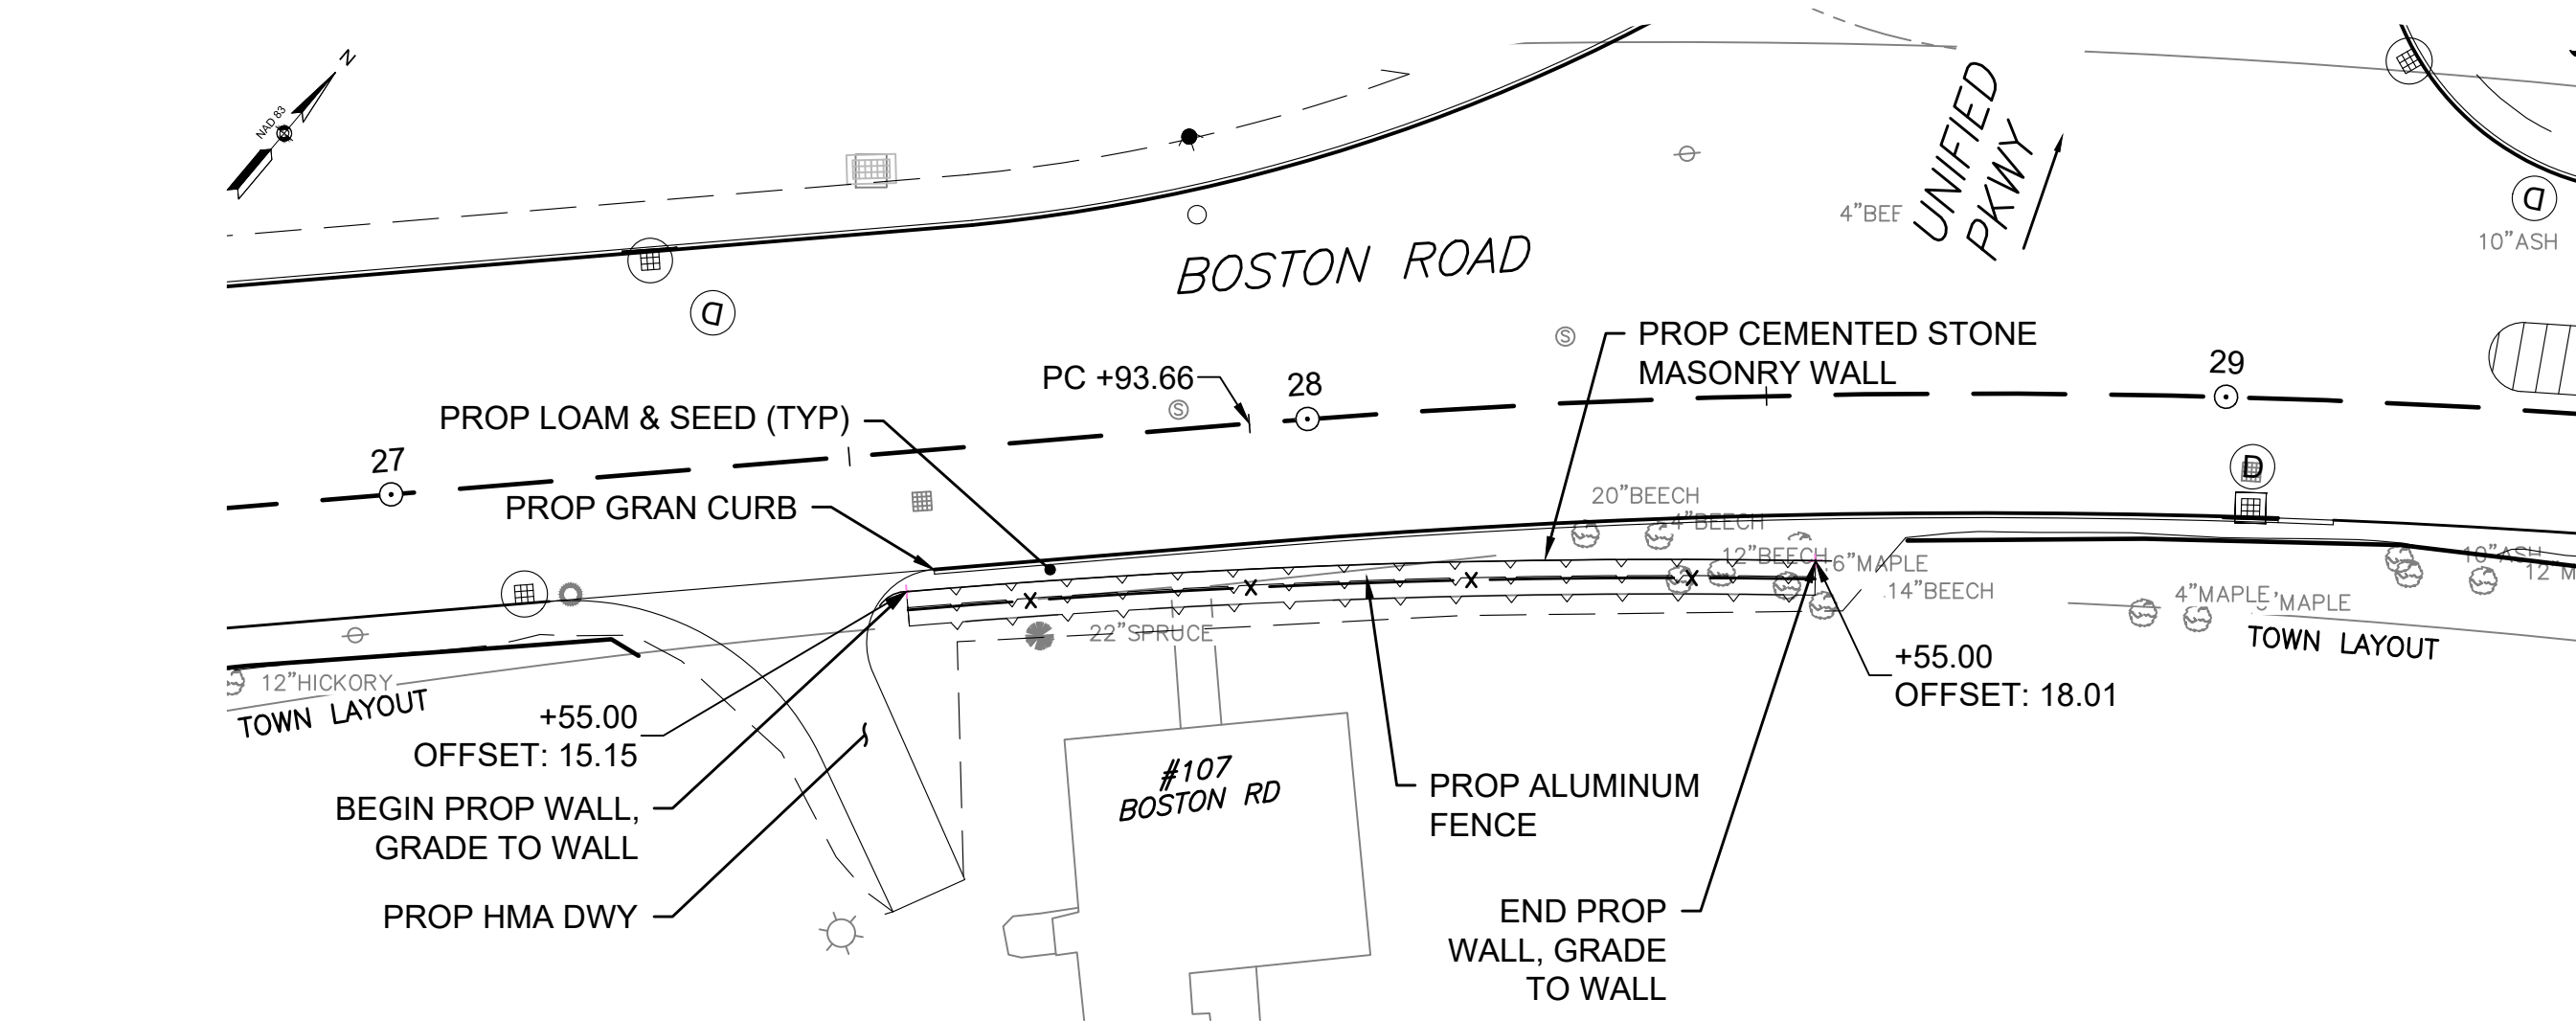 N
NAD 83
UNIFIED
PKWY
4"BEE
D
10"ASH
BOSTON ROAD
D
PROP CEMENTED STONE
MASONRY WALL
PC +93.66
S
S
28
29
PROP LOAM & SEED (TYP)
27
D
PROP GRAN CURB
20"BEECH
4"BEECH
12"BEECH
6"MAPLE
10"ASH
12"M
14"BEECH
4"MAPLE
"MAPLE
22"SPRUCE
TOWN LAYOUT
12"HICKORY
TOWN LAYOUT
+55.00
OFFSET: 18.01
+55.00
OFFSET: 15.15
#107
BOSTON RD
PROP ALUMINUM
FENCE
BEGIN PROP WALL,
GRADE TO WALL
PROP HMA DWY
END PROP
WALL, GRADE
TO WALL